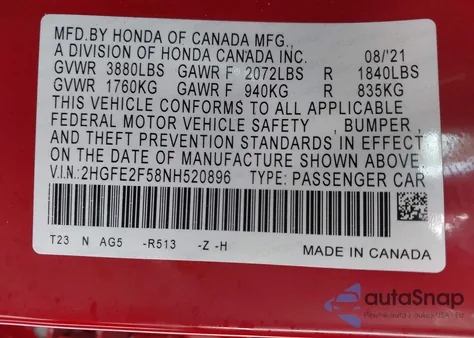 MFD.BY HONDA OF CANADA MFG.,
A DIVISION OF HONDA CANADA INC. 08/'21
GVWR 3880LBS GAWR F 2072LBS R 1840LBS
GVWR 1760KG GAWR F 940KG R 835KG
THIS VEHICLE CONFORMS TO ALL APPLICABLE
FEDERAL MOTOR VEHICLE SAFETY , BUMPER ,
AND THEFT PREVENTION STANDARDS IN EFFECT
ON THE DATE OF MANUFACTURE SHOWN ABOVE.
V.I.N.:2HGFE2F58NH520896 TYPE: PASSENGER CAR
T23 N AG5 -R513 -Z -H
MADE IN CANADA
autoSnap